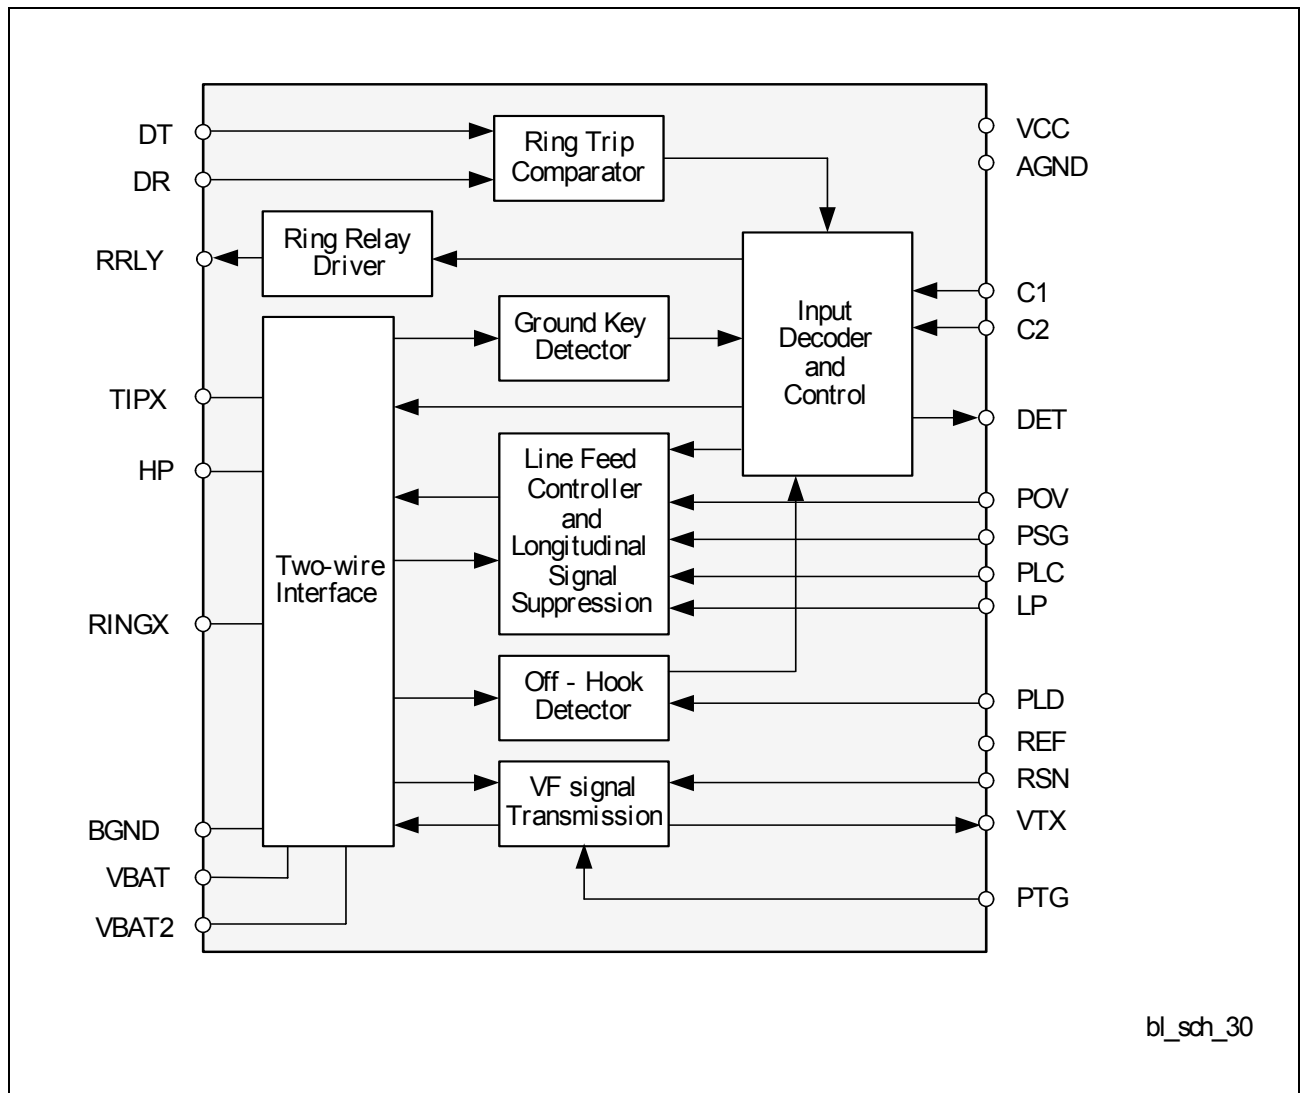 DT
DR
RRLY
TIPX
HP
RINGX
BGND
VBAT
VBAT2
Ring Trip
Comparator
Ring Relay
Driver
Ground Key
Detector
Two-wire
Interface
Line Feed
Controller
and
Longitudinal
Signal
Suppression
Off - Hook
Detector
VF signal
Transmission
Input
Decoder
and
Control
VCC
AGND
C1
C2
DET
POV
PSG
PLC
LP
PLD
REF
RSN
VTX
PTG
bl_sch_30